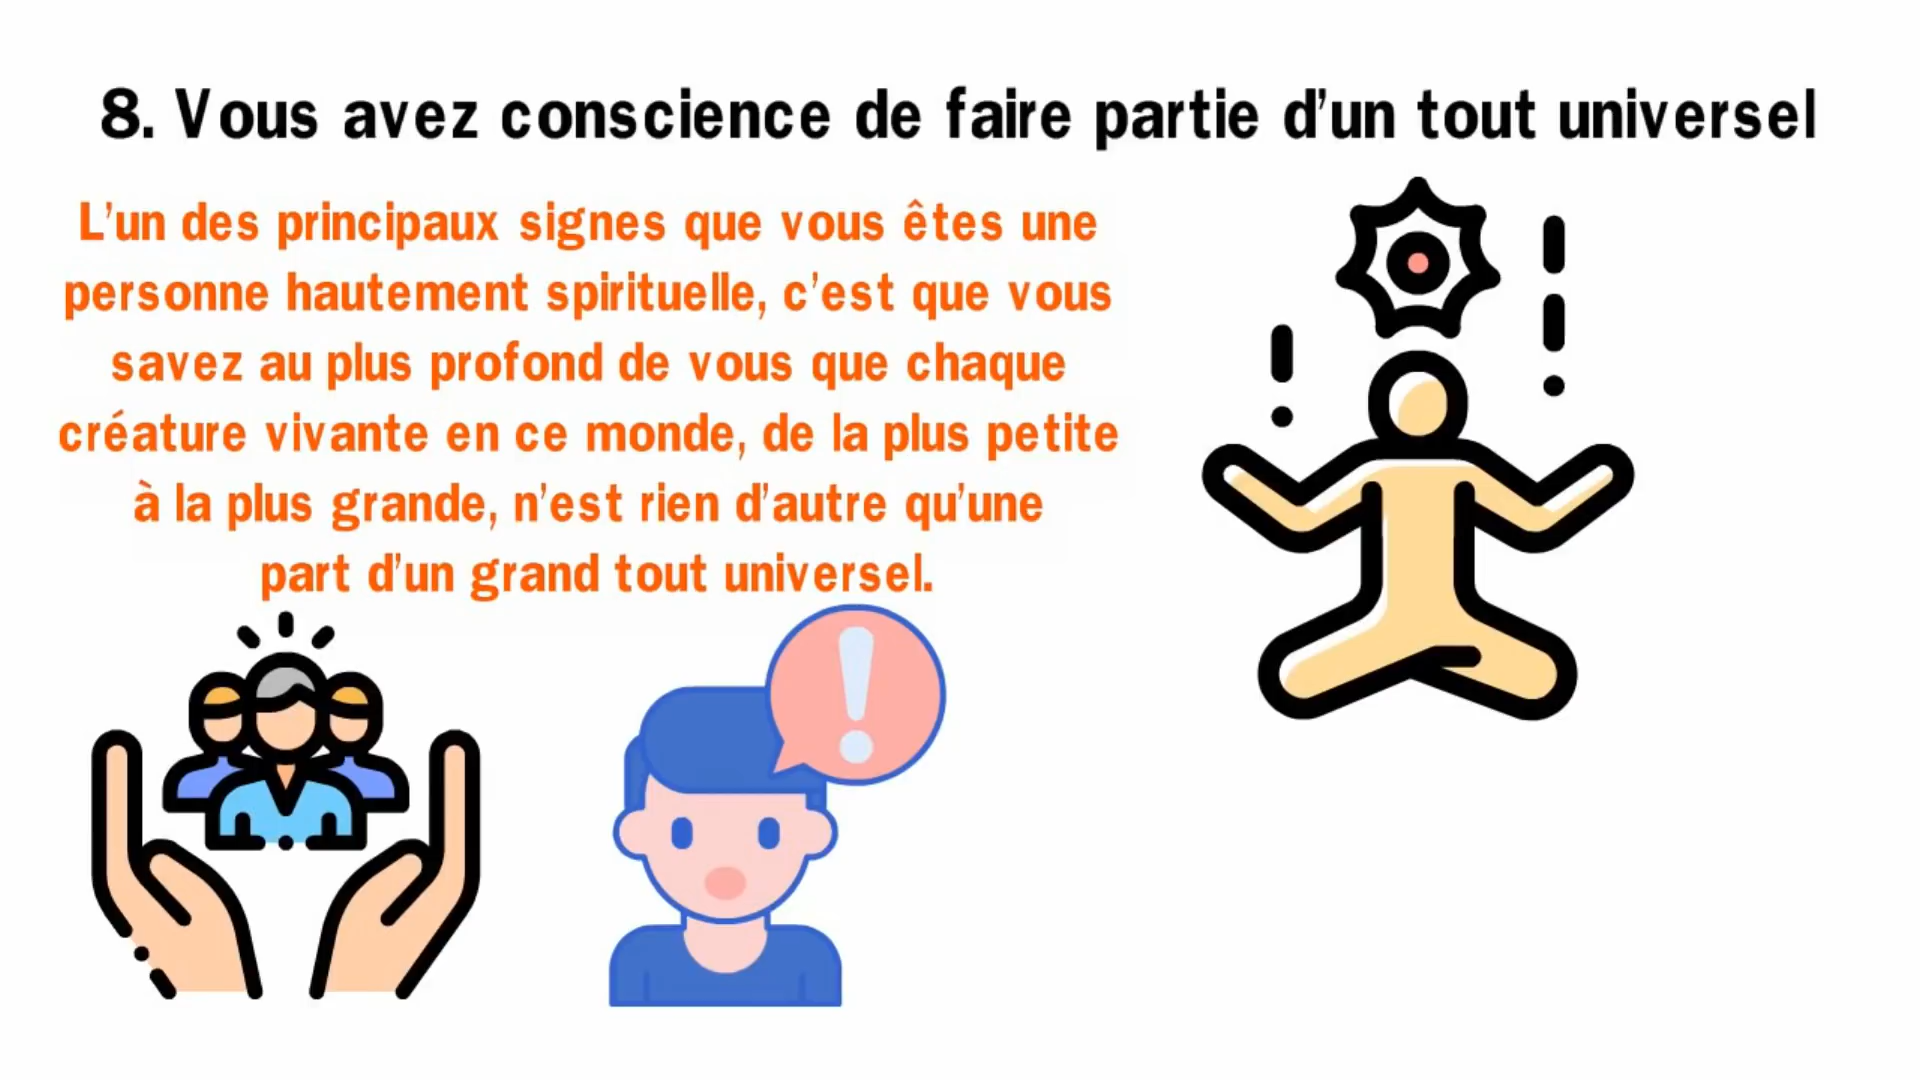 8. Vous avez conscience de faire partie d'un tout universel
L'un des principaux signes que vous êtes une
personne hautement spirituelle, c'est que vous
savez au plus profond de vous que chaque
créature vivante en ce monde, de la plus petite
à la plus grande, n'est rien d'autre qu'une
part d'un grand tout universel.